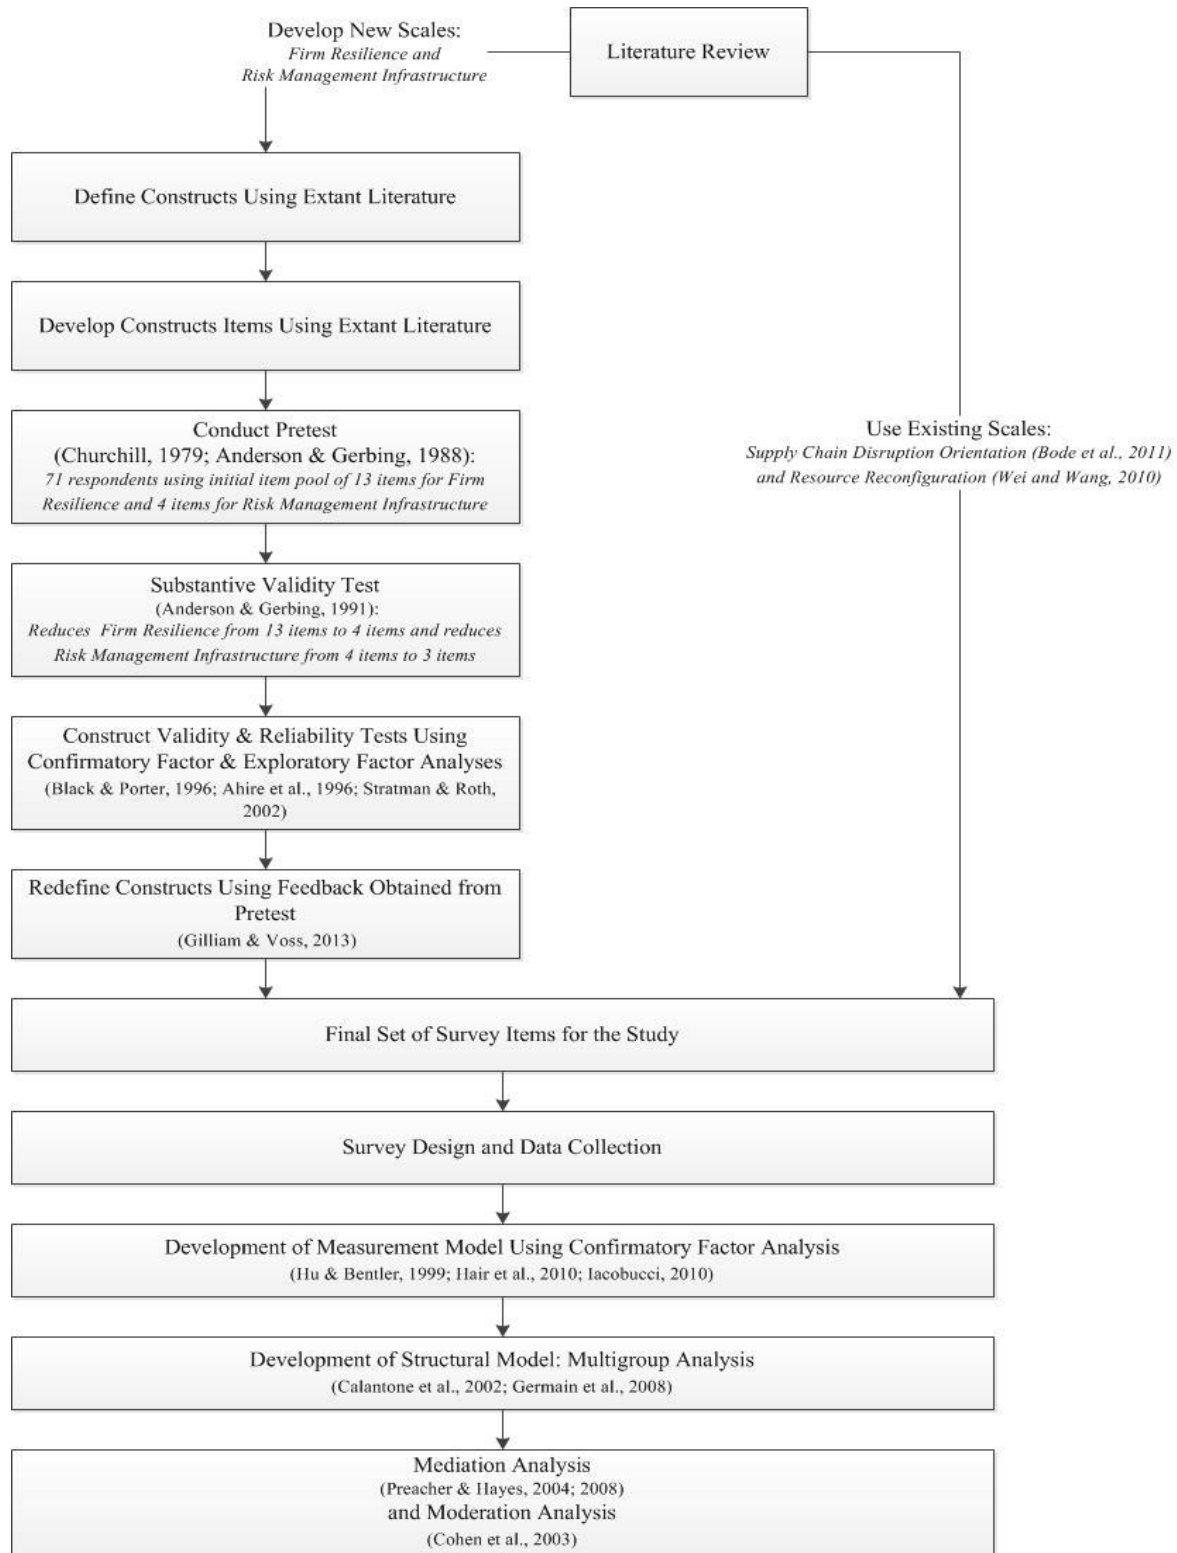 Develop New Scales:
Firm Resilience and
Risk Management Infrastructure
Literature Review
Define Constructs Using Extant Literature
Develop Constructs Items Using Extant Literature
Conduct Pretest
(Churchill, 1979; Anderson & Gerbing, 1988):
71 respondents using initial item pool of 13 items for Firm
Resilience and 4 items for Risk Management Infrastructure
Use Existing Scales:
Supply Chain Disruption Orientation (Bode et al., 2011)
and Resource Reconfiguration (Wei and Wang, 2010)
Substantive Validity Test
(Anderson & Gerbing, 1991):
Reduces Firm Resilience from 13 items to 4 items and reduces
Risk Management Infrastructure from 4 items to 3 items
Construct Validity & Reliability Tests Using
Confirmatory Factor & Exploratory Factor Analyses
(Black & Porter, 1996; Ahire et al., 1996; Stratman & Roth,
2002)
Redefine Constructs Using Feedback Obtained from
Pretest
(Gilliam & Voss, 2013)
Final Set of Survey Items for the Study
Survey Design and Data Collection
Development of Measurement Model Using Confirmatory Factor Analysis
(Hu & Bentler, 1999; Hair et al., 2010; Iacobucci, 2010)
Development of Structural Model: Multigroup Analysis
(Calantone et al., 2002; Germain et al., 2008)
Mediation Analysis
(Preacher & Hayes, 2004; 2008)
and Moderation Analysis
(Cohen et al., 2003)